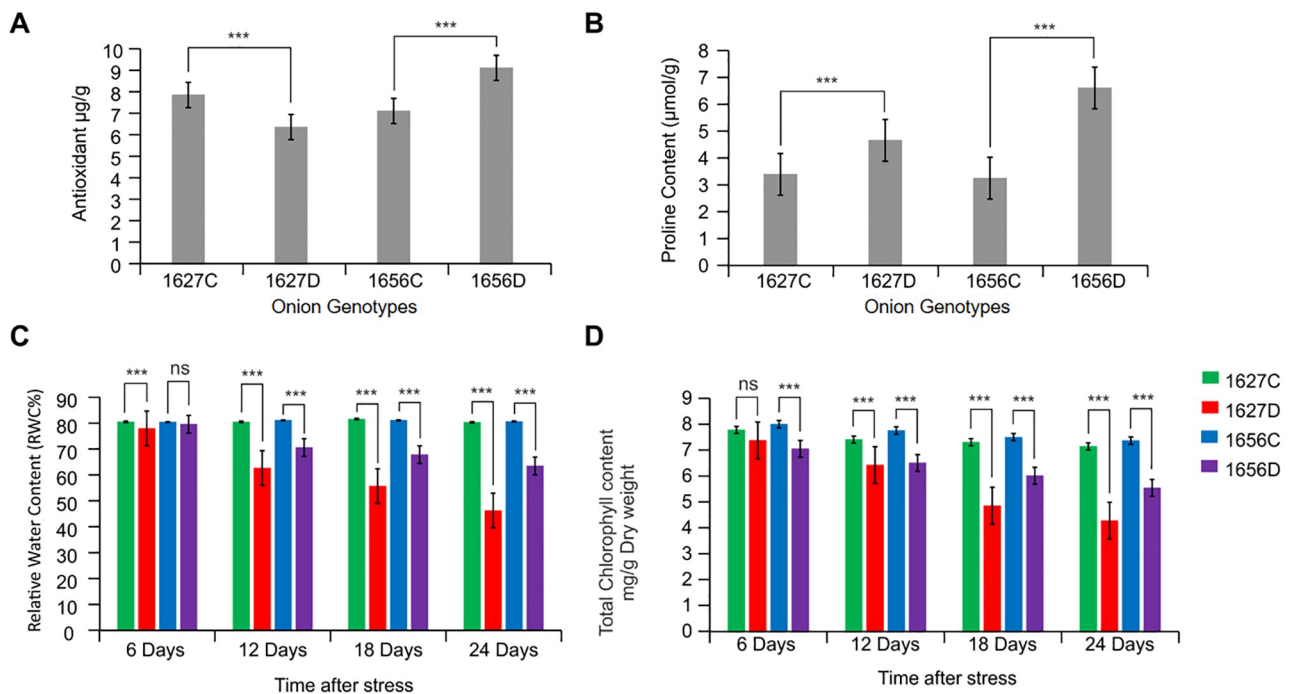 A
***
***
10
9
8
7
6
5
4
3
2
1
0
Antioxidant µg/g
1627C 1627D 1656C 1656D
Onion Genotypes
B
***
***
8
7
6
5
4
3
2
1
0
Proline Content (µmol/g)
1627C 1627D 1656C 1656D
Onion Genotypes
C
*** ns *** *** *** *** *** ***
90
80
70
60
50
40
30
20
10
0
Relative Water Content (RWC%)
6 Days 12 Days 18 Days 24 Days
Time after stress
D
ns *** *** *** *** *** *** ***
9
8
7
6
5
4
3
2
1
0
Total Chlorophyll content
mg/g Dry weight
6 Days 12 Days 18 Days 24 Days
Time after stress
1627C
1627D
1656C
1656D